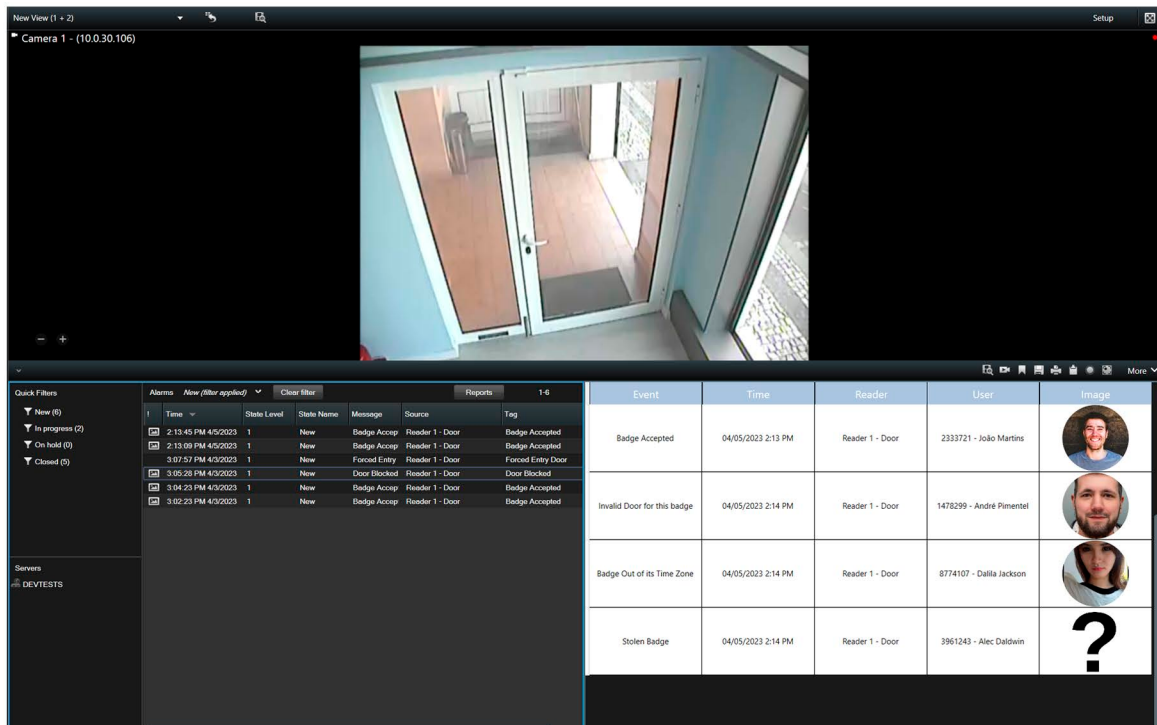 New View (1 + 2)
Setup
Camera 1 - (10.0.30.106)
More
Quick Filters
New (6)
In progress (2)
On hold (0)
Closed (5)
Servers
DEVTESTS
Alarms New (filter applied) Clear filter Reports 1-6
! Time State Level State Name Message Source Tag
2:13:45 PM 4/5/2023 1 New Badge Accep Reader 1 - Door Badge Accepted
2:13:09 PM 4/5/2023 1 New Badge Accep Reader 1 - Door Badge Accepted
3:07:57 PM 4/3/2023 1 New Forced Entry Reader 1 - Door Forced Entry Door
3:05:28 PM 4/3/2023 1 New Door Blocked Reader 1 - Door Door Blocked
3:04:23 PM 4/3/2023 1 New Badge Accep Reader 1 - Door Badge Accepted
3:02:23 PM 4/3/2023 1 New Badge Accep Reader 1 - Door Badge Accepted
Event Time Reader User Image
Badge Accepted 04/05/2023 2:13 PM Reader 1 - Door 2333721 - João Martins
Invalid Door for this badge 04/05/2023 2:14 PM Reader 1 - Door 1478299 - André Pimentel
Badge Out of its Time Zone 04/05/2023 2:14 PM Reader 1 - Door 8774107 - Dalila Jackson
Stolen Badge 04/05/2023 2:14 PM Reader 1 - Door 3961243 - Alec Daldwin ?